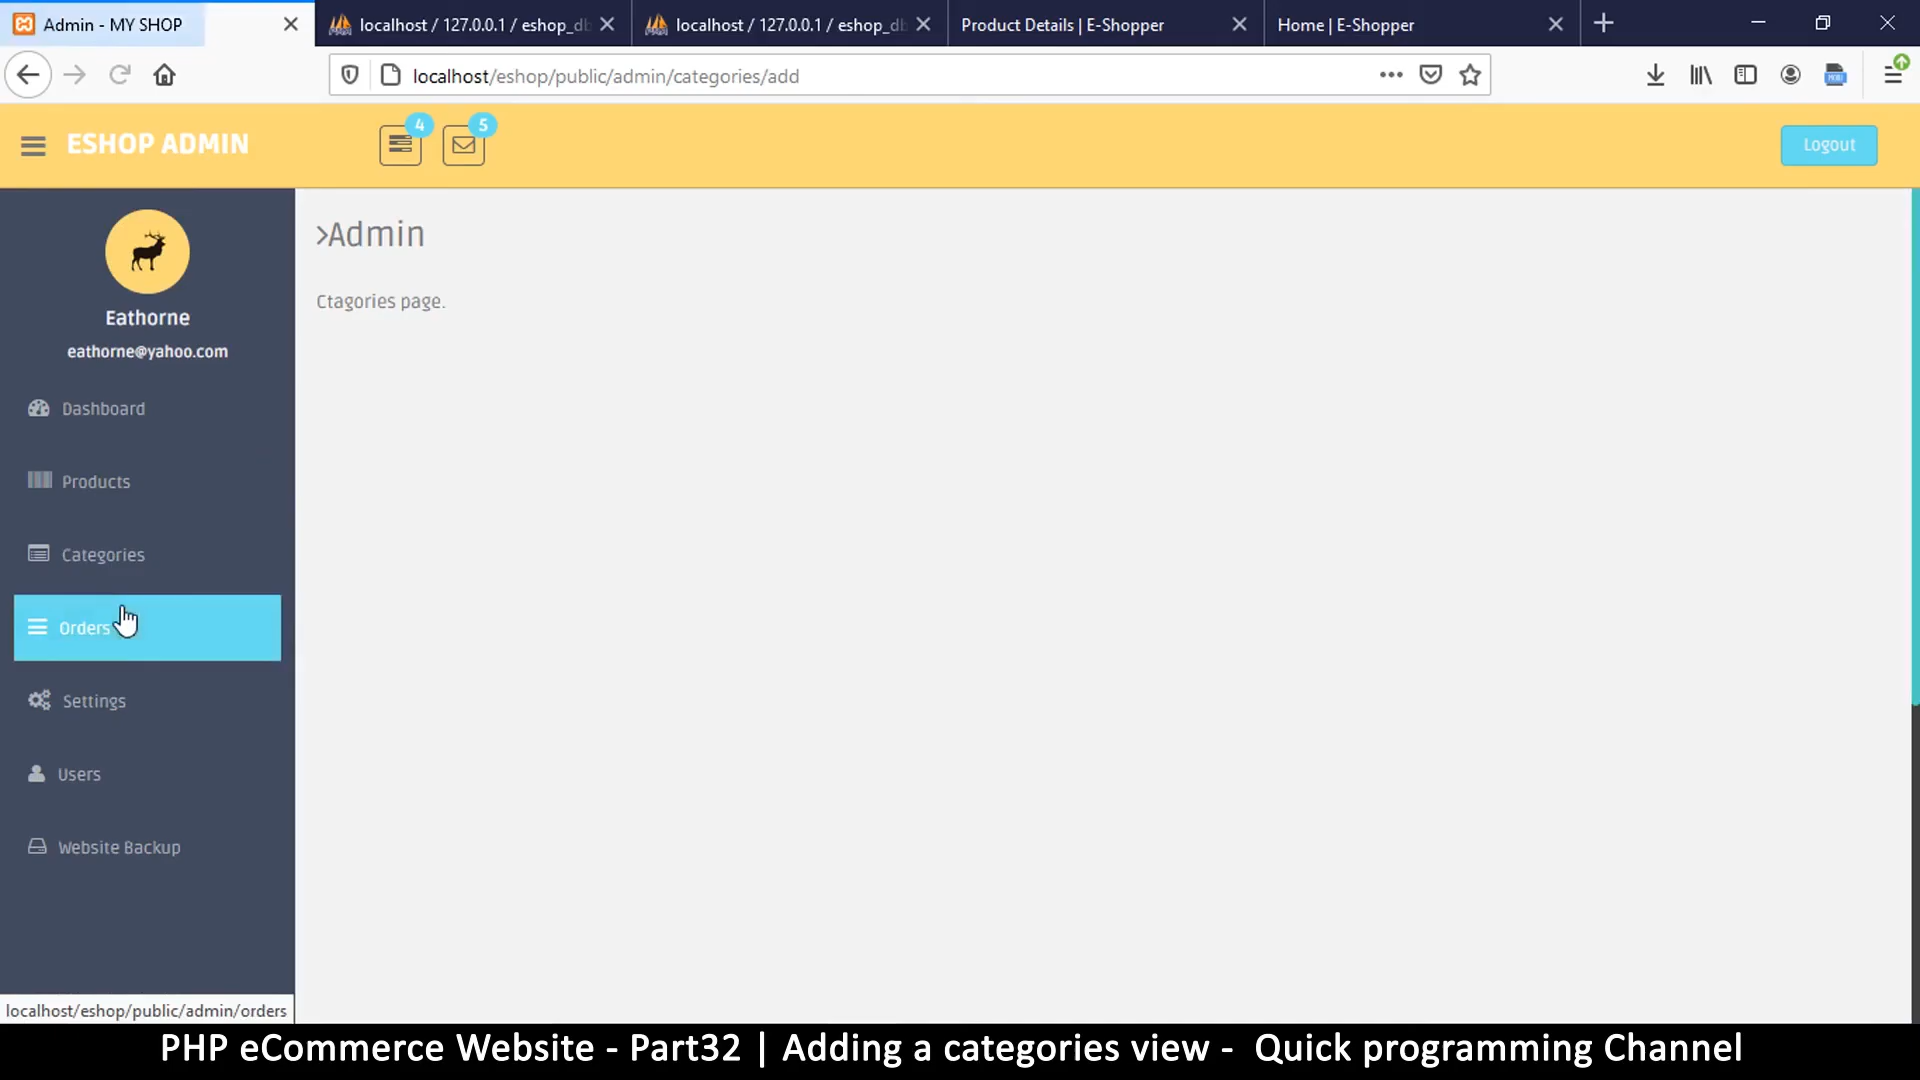 Admin - MY SHOP
localhost / 127.0.0.1 / eshop_db
localhost / 127.0.0.1 / eshop_db
Product Details | E-Shopper
Home | E-Shopper
localhost/eshop/public/admin/categories/add
ESHOP ADMIN
4
5
Logout
Eathorne
eathorne@yahoo.com
Dashboard
Products
Categories
Orders
Settings
Users
Website Backup
>Admin
Ctagories page.
localhost/eshop/public/admin/orders
PHP eCommerce Website - Part32 | Adding a categories view - Quick programming Channel